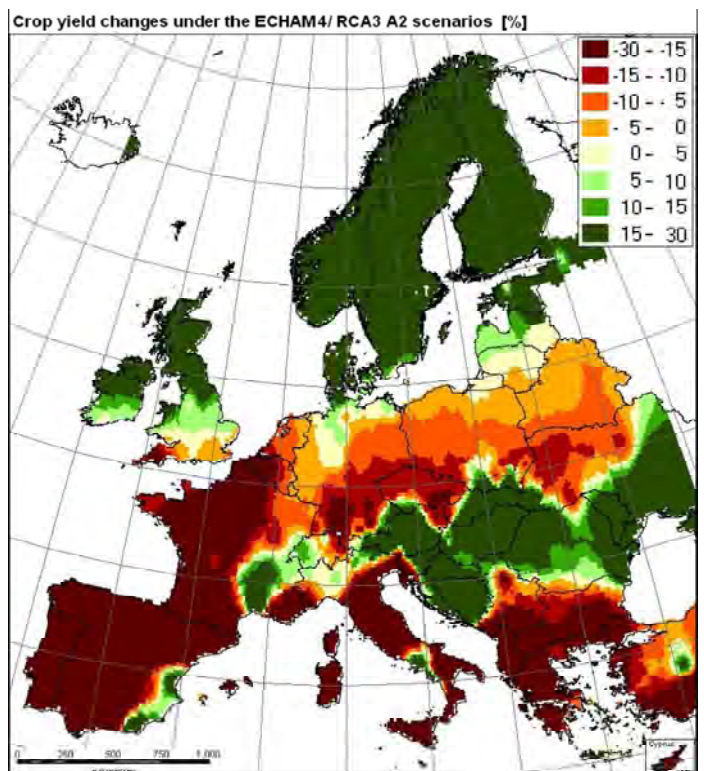 Crop yield changes under the ECHAM4/ RCA3 A2 scenarios [%]
-30 - -15
-15 - -10
-10 - - 5
- 5 - 0
0 - 5
5 - 10
10 - 15
15 - 30
0 250 500 750 1,000
Cyprus